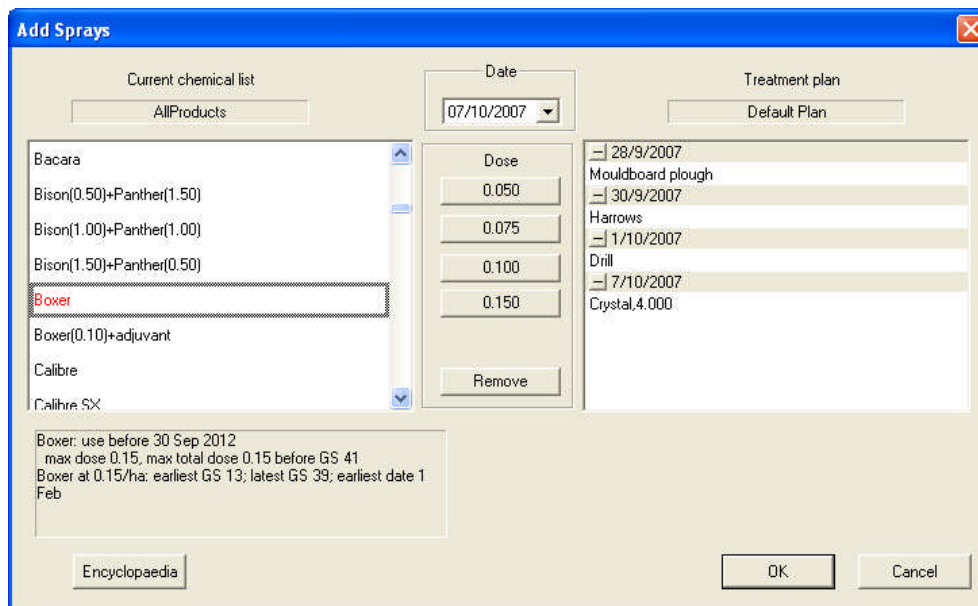 Add Sprays
Current chemical list
AllProducts
Bacara
Bison(0.50)+Panther(1.50)
Bison(1.00)+Panther(1.00)
Bison(1.50)+Panther(0.50)
Boxer
Boxer(0.10)+adjuvant
Calibre
Calibre SX
Date
07/10/2007
Dose
0.050
0.075
0.100
0.150
Remove
Treatment plan
Default Plan
28/9/2007
Mouldboard plough
30/9/2007
Harrows
1/10/2007
Drill
7/10/2007
Crystal,4.000
Boxer: use before 30 Sep 2012
max dose 0.15, max total dose 0.15 before GS 41
Boxer at 0.15/ha: earliest GS 13; latest GS 39; earliest date 1
Feb
Encyclopaedia
OK
Cancel